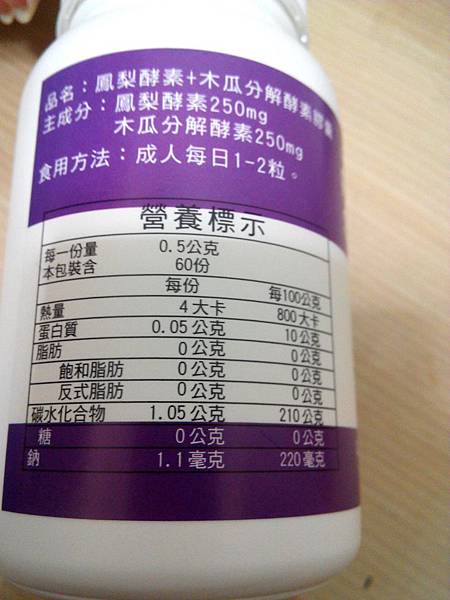 品名：鳳梨酵素+木瓜分解酵素膠囊
主成分：鳳梨酵素250mg
木瓜分解酵素250mg
食用方法：成人每日1-2粒。
營養標示
每一份量 0.5公克
本包裝含 60份
每份 每100公克
熱量 4大卡 800大卡
蛋白質 0.05公克 10公克
脂肪 0公克 0公克
飽和脂肪 0公克 0公克
反式脂肪 0公克 0公克
碳水化合物 1.05公克 210公克
糖 0公克 0公克
鈉 1.1毫克 220毫克